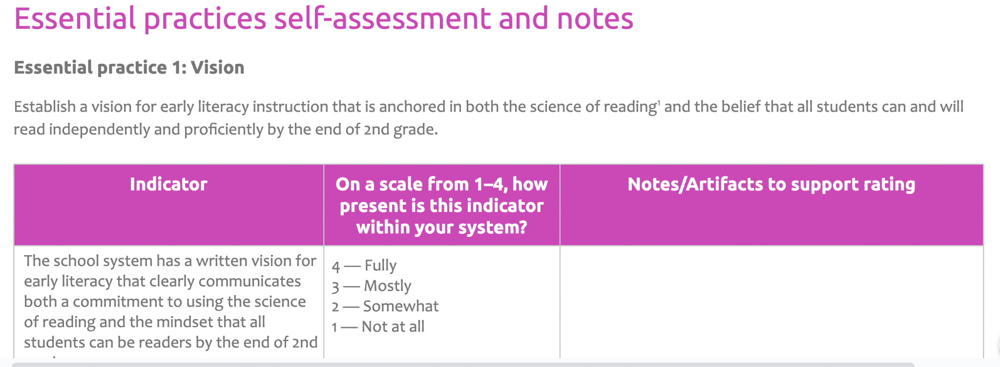 Essential practices self-assessment and notes
Essential practice 1: Vision
Establish a vision for early literacy instruction that is anchored in both the science of reading¹ and the belief that all students can and will
read independently and proficiently by the end of 2nd grade.
Indicator
On a scale from 1–4, how
present is this indicator
within your system?
Notes/Artifacts to support rating
The school system has a written vision for
early literacy that clearly communicates
both a commitment to using the science
of reading and the mindset that all
students can be readers by the end of 2nd
4 — Fully
3 — Mostly
2 — Somewhat
1 — Not at all